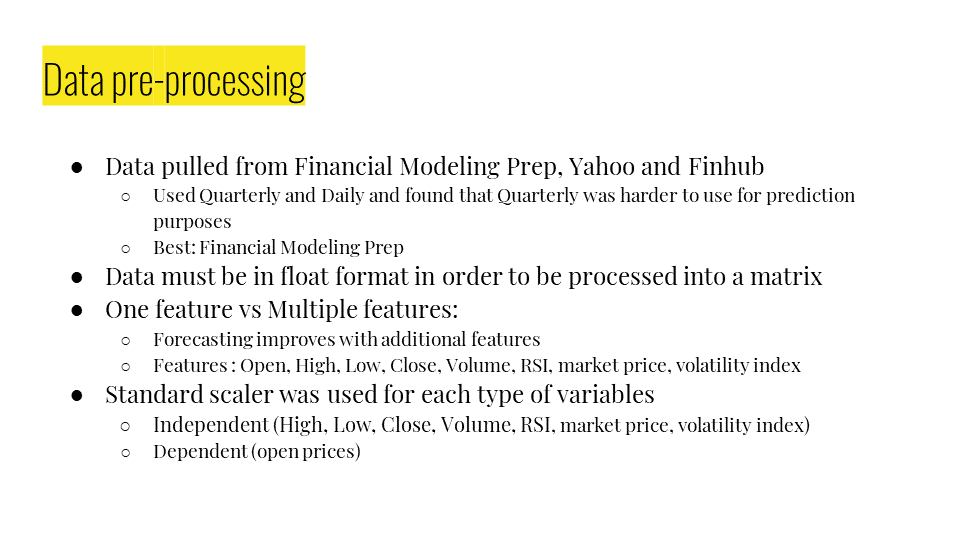 Data pre-processing
● Data pulled from Financial Modeling Prep, Yahoo and Finhub
○ Used Quarterly and Daily and found that Quarterly was harder to use for prediction
purposes
○ Best: Financial Modeling Prep
● Data must be in float format in order to be processed into a matrix
● One feature vs Multiple features:
○ Forecasting improves with additional features
○ Features : Open, High, Low, Close, Volume, RSI, market price, volatility index
● Standard scaler was used for each type of variables
○ Independent (High, Low, Close, Volume, RSI, market price, volatility index)
○ Dependent (open prices)